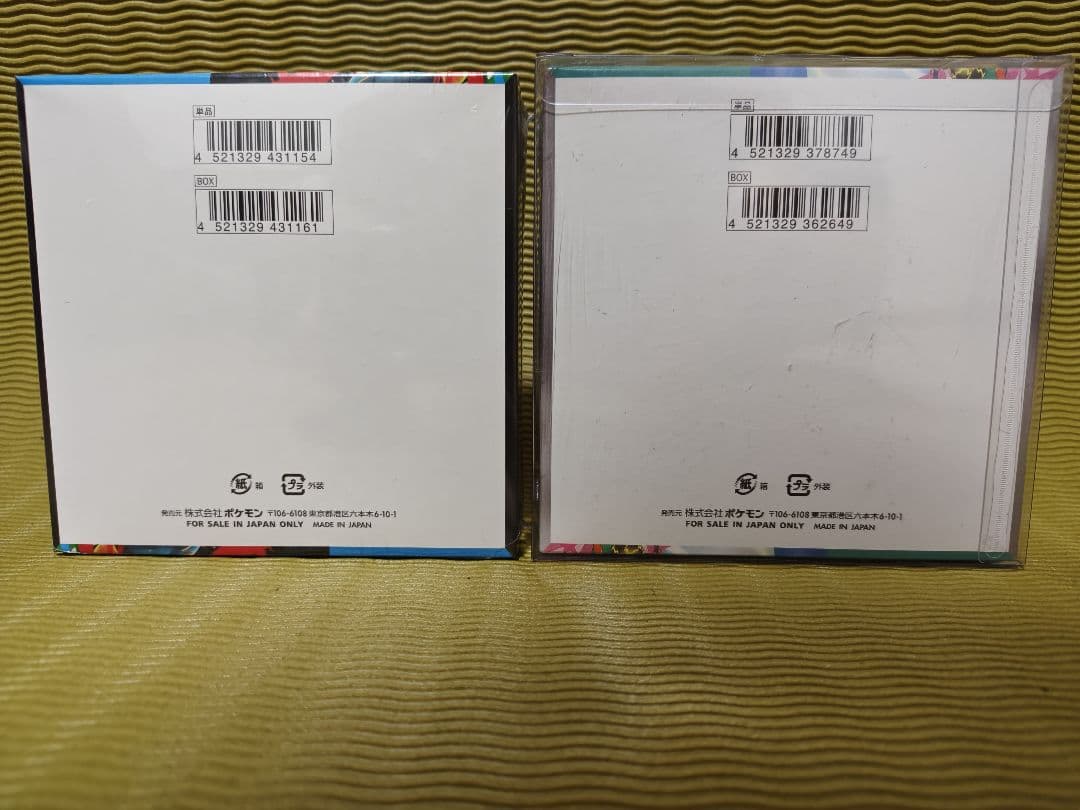 単品
4 521329 431154
BOX
4 521329 431161
紙 箱 プラ 外装
発売元 株式会社ポケモン 〒106-6108 東京都港区六本木6-10-1
FOR SALE IN JAPAN ONLY MADE IN JAPAN
単品
4 521329 378749
BOX
4 521329 362649
紙 箱 プラ 外装
発売元 株式会社ポケモン 〒106-6108 東京都港区六本木6-10-1
FOR SALE IN JAPAN ONLY MADE IN JAPAN